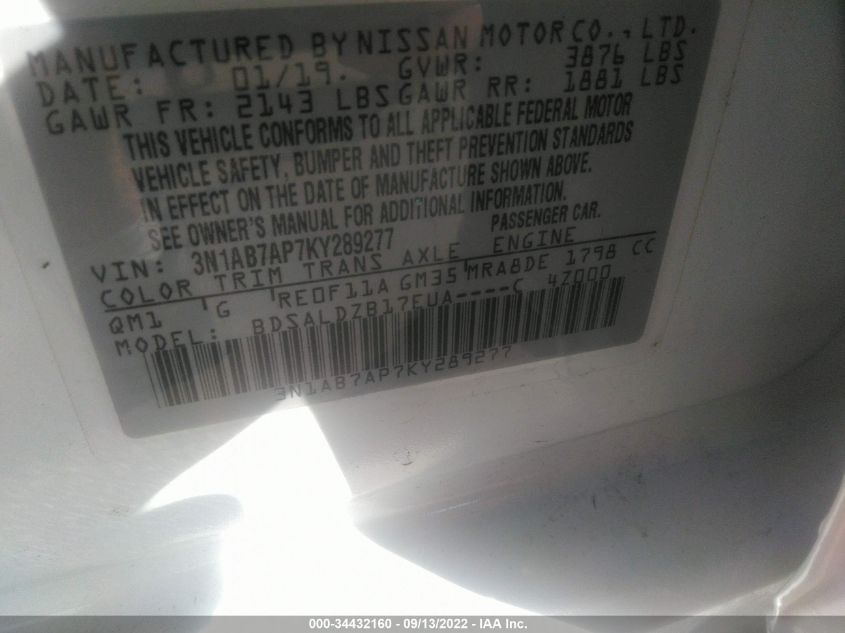 MANUFACTURED BY NISSAN MOTOR CO., LTD.
DATE: 01/19. GVWR: 3876 LBS
GAWR FR: 2143 LBS GAWR RR: 1881 LBS
THIS VEHICLE CONFORMS TO ALL APPLICABLE FEDERAL MOTOR
VEHICLE SAFETY, BUMPER AND THEFT PREVENTION STANDARDS
IN EFFECT ON THE DATE OF MANUFACTURE SHOWN ABOVE.
SEE OWNER'S MANUAL FOR ADDITIONAL INFORMATION.
VIN: 3N1AB7AP7KY289277 PASSENGER CAR.
COLOR TRIM TRANS AXLE ENGINE
QM1 G RE0F11A GM35 MRA8DE 1798 CC
MODEL: BDSALDZB17EUA----C 47000
3N1AB7AP7KY289277
000-34432160 - 09/13/2022 - IAA Inc.